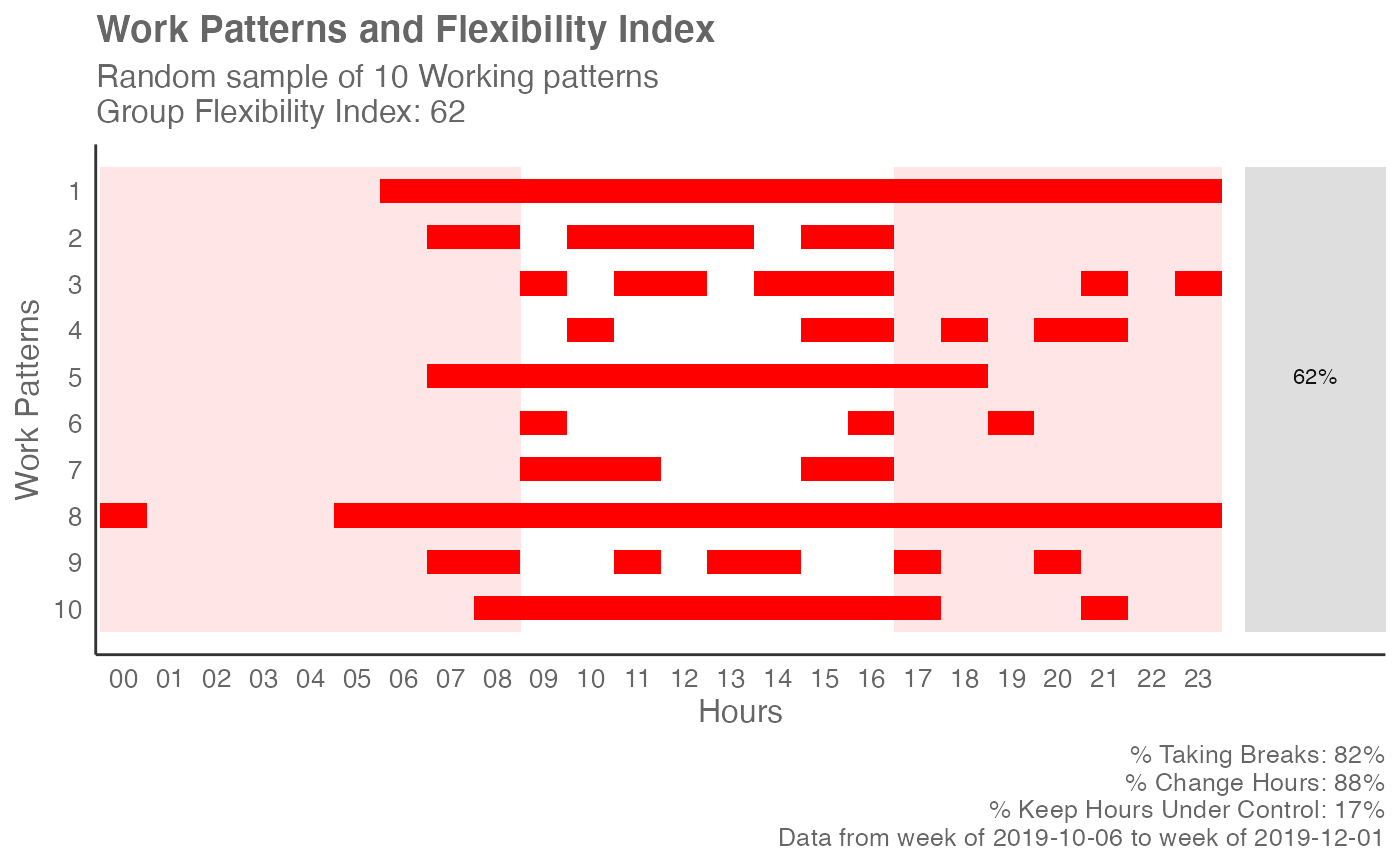 Work Patterns and Flexibility Index
Random sample of 10 Working patterns
Group Flexibility Index: 62
Work Patterns
1
2
3
4
5
6
7
8
9
10
62%
00 01 02 03 04 05 06 07 08 09 10 11 12 13 14 15 16 17 18 19 20 21 22 23
Hours
% Taking Breaks: 82%
% Change Hours: 88%
% Keep Hours Under Control: 17%
Data from week of 2019-10-06 to week of 2019-12-01